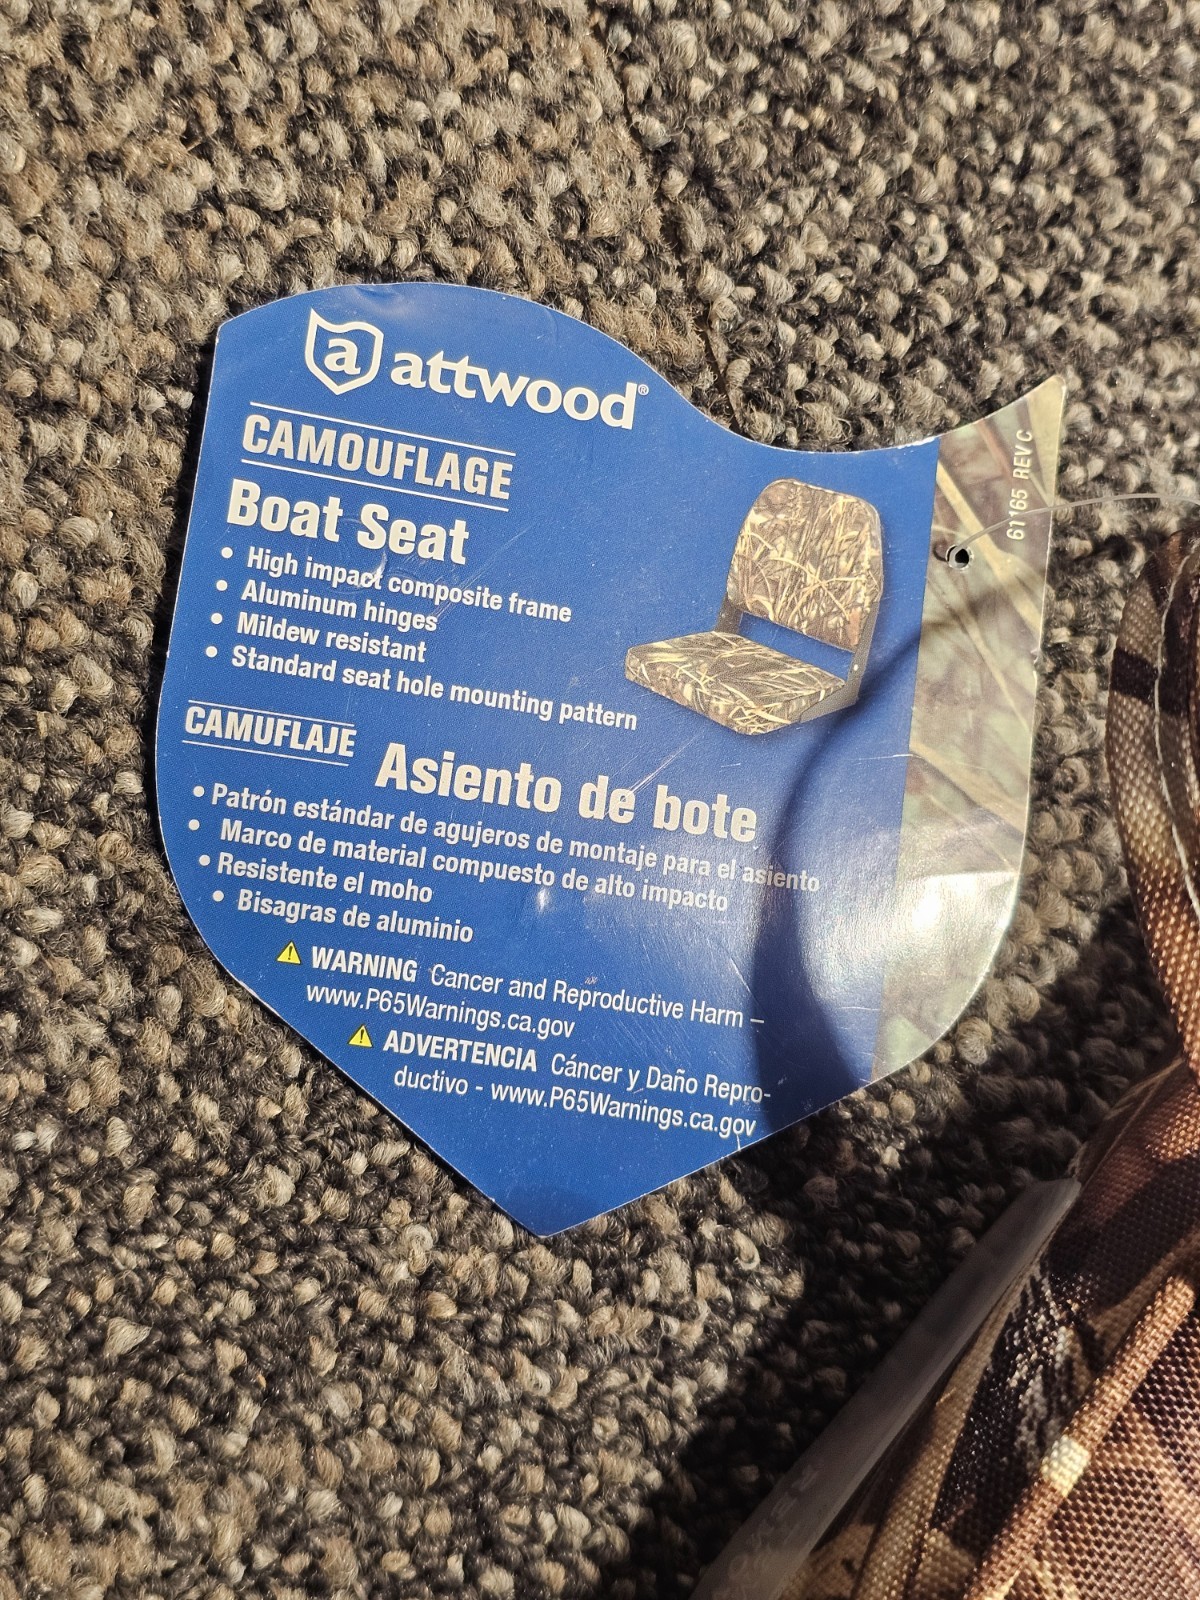 a attwood®
CAMOUFLAGE
Boat Seat
• High impact composite frame
• Aluminum hinges
• Mildew resistant
• Standard seat hole mounting pattern
CAMUFLAJE Asiento de bote
• Patrón estándar de agujeros de montaje para el asiento
• Marco de material compuesto de alto impacto
• Resistente el moho
• Bisagras de aluminio
⚠ WARNING Cancer and Reproductive Harm –
www.P65Warnings.ca.gov
⚠ ADVERTENCIA Cáncer y Daño Repro-
ductivo - www.P65Warnings.ca.gov
61165 REV C